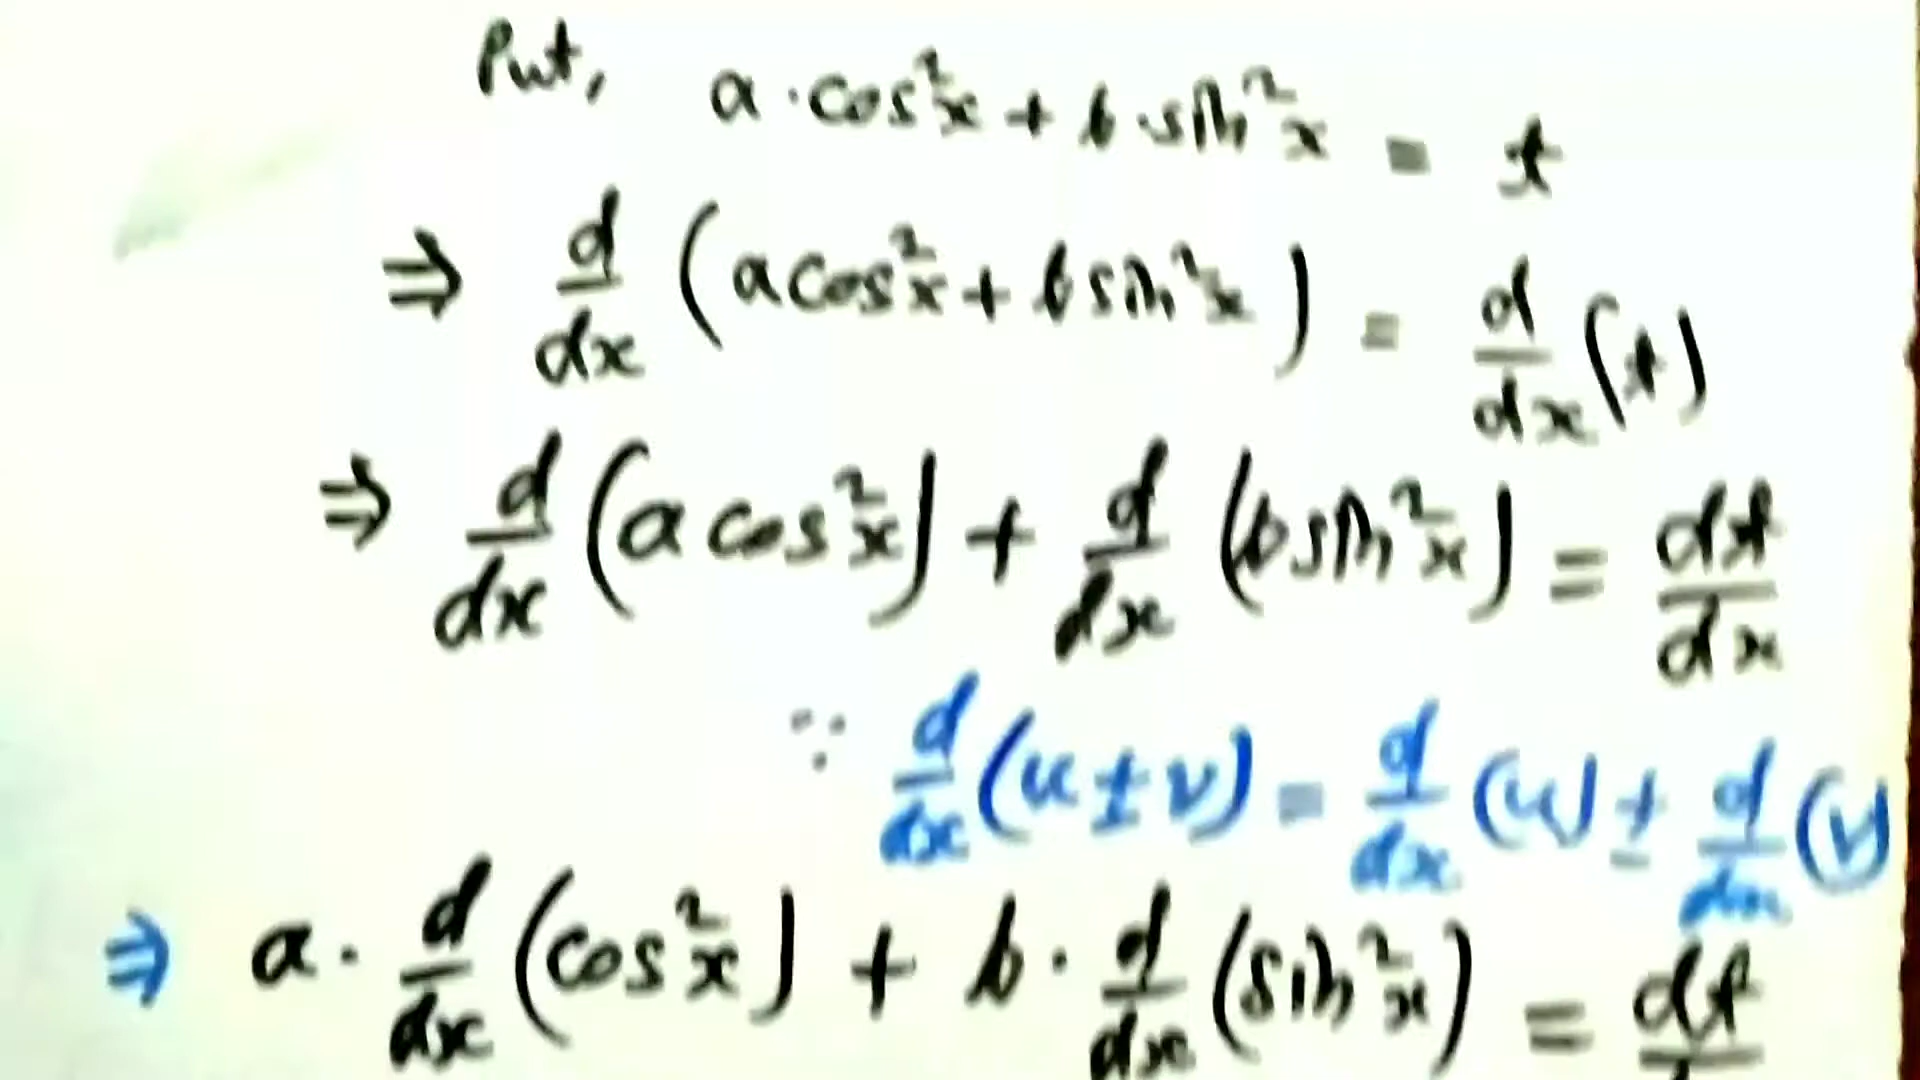 Put, a·cos²x + b·sin²x = t
⇒ d/dx (a cos²x + b sin²x) = d/dx (t)
⇒ d/dx (a cos²x) + d/dx (b sin²x) = dt/dx
∵ d/dx (u ± v) = d/dx (u) ± d/dx (v)
⇒ a · d/dx (cos²x) + b · d/dx (sin²x) = dt